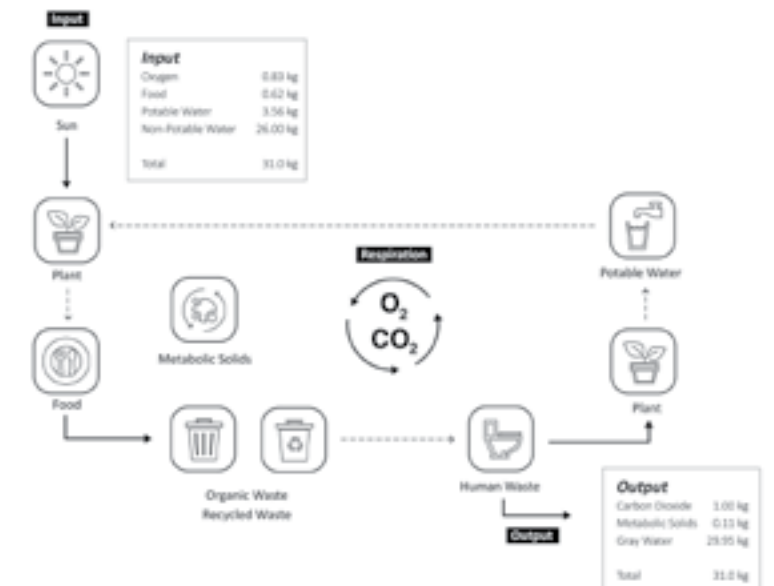 Input
Input
Oxygen 0.83 kg
Food 0.62 kg
Potable Water 3.56 kg
Non-Potable Water 26.00 kg
Total 31.0 kg
Sun
Plant
Potable Water
Respiration
O2
CO2
Metabolic Solids
Food
Plant
Organic Waste
Recycled Waste
Human Waste
Output
Output
Carbon Dioxide 1.00 kg
Metabolic Solids 0.11 kg
Gray Water 29.95 kg
Total 31.0 kg